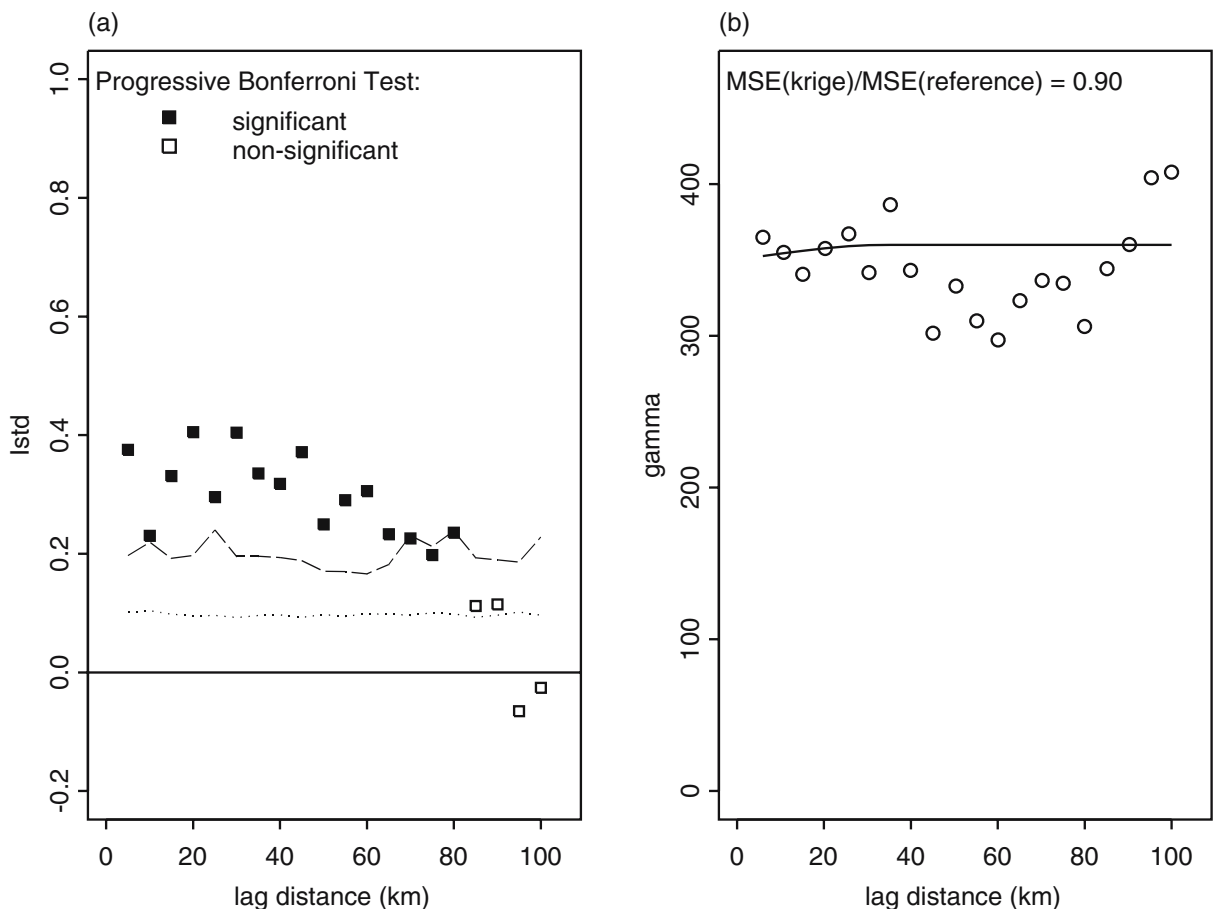 (a)
Progressive Bonferroni Test:
significant
non-significant
1.0
0.8
0.6
0.4
0.2
0.0
-0.2
Istd
0
20
40
60
80
100
lag distance (km)
(b)
MSE(krige)/MSE(reference) = 0.90
400
300
200
100
0
gamma
0
20
40
60
80
100
lag distance (km)